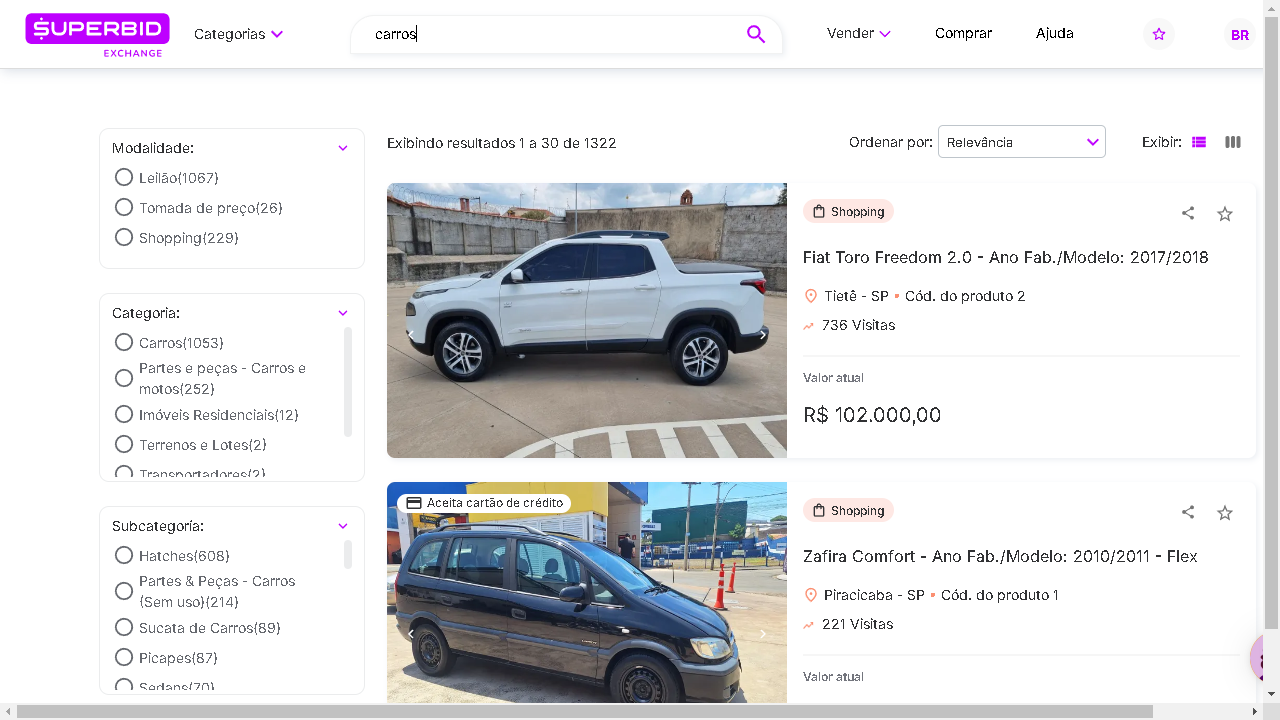 SUPERBID
EXCHANGE
Categorias
carros
Vender
Comprar
Ajuda
BR
Modalidade:
Leilão(1067)
Tomada de preço(26)
Shopping(229)
Categoria:
Carros(1053)
Partes e peças - Carros e
motos(252)
Imóveis Residenciais(12)
Terrenos e Lotes(2)
Transportadores(2)
Subcategoria:
Hatches(608)
Partes & Peças - Carros
(Sem uso)(214)
Sucata de Carros(89)
Picapes(87)
Sedans(70)
Exibindo resultados 1 a 30 de 1322
Ordenar por:
Relevância
Exibir:
Shopping
Fiat Toro Freedom 2.0 - Ano Fab./Modelo: 2017/2018
Tietê - SP • Cód. do produto 2
736 Visitas
Valor atual
R$ 102.000,00
Aceita cartão de crédito
Shopping
Zafira Comfort - Ano Fab./Modelo: 2010/2011 - Flex
Piracicaba - SP • Cód. do produto 1
221 Visitas
Valor atual